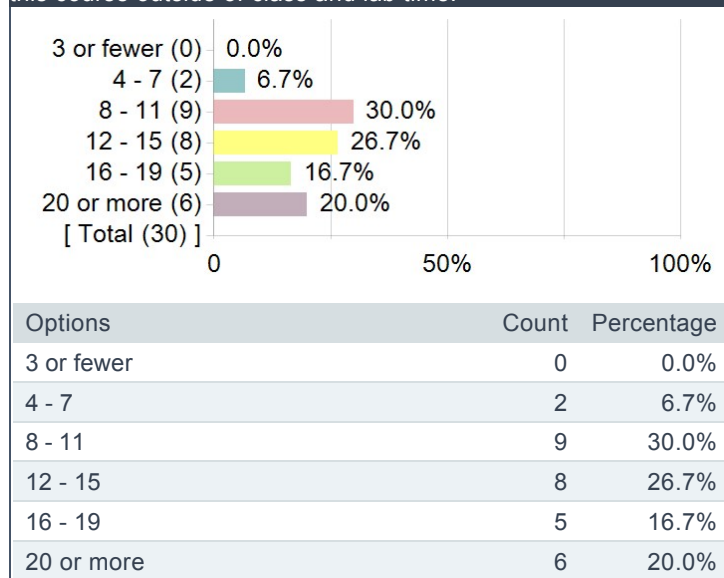 this course outside of class and lab time.
3 or fewer (0) 0.0%
4 - 7 (2) 6.7%
8 - 11 (9) 30.0%
12 - 15 (8) 26.7%
16 - 19 (5) 16.7%
20 or more (6) 20.0%
[ Total (30) ]
0 50% 100%
Options Count Percentage
3 or fewer 0 0.0%
4 - 7 2 6.7%
8 - 11 9 30.0%
12 - 15 8 26.7%
16 - 19 5 16.7%
20 or more 6 20.0%